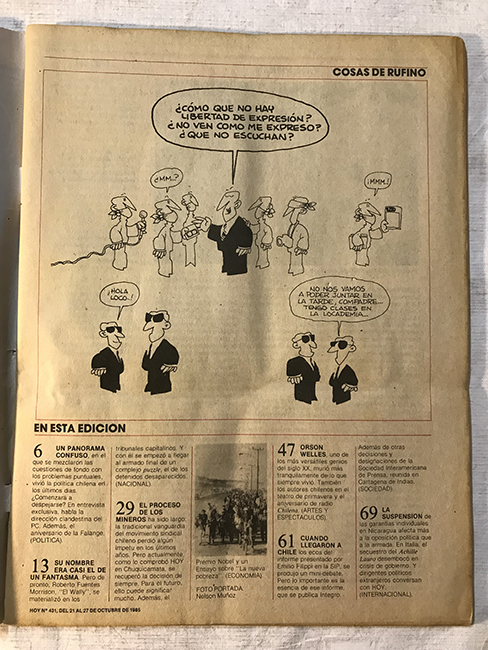 COSAS DE RUFINO
¿CÓMO QUE NO HAY
LIBERTAD DE EXPRESIÓN?
¿NO VEN COMO ME EXPRESO?
¿QUE NO ESCUCHAN?
¿MM..?
¡MMM.!
¡HOLA
LOCO..!
NO NOS VAMOS
A PODER JUNTAR EN
LA TARDE, COMPADRE...
TENGO CLASES EN
LA LOCADEMIA...
EN ESTA EDICION
6 UN PANORAMA
CONFUSO, en el
que se mezclaron las
cuestiones de fondo con
los problemas puntuales,
vivió la política chilena en
los últimos días.
¿Comenzará a
despejarse? En entrevista
exclusiva, habla la
dirección clandestina del
PC. Además, el
aniversario de la Falange.
(POLITICA)
13 SU NOMBRE
ERA CASI EL DE
UN FANTASMA. Pero de
pronto, Roberto Fuentes
Morrison, "El Wally", se
materializó en los
tribunales capitalinos. Y
con él se empezó a llegar
al armado final de un
complejo puzzle, el de los
detenidos desaparecidos.
(NACIONAL)
29 EL PROCESO
DE LOS
MINEROS ha sido largo:
la tradicional vanguardia
del movimiento sindical
chileno perdió algún
ímpetu en los últimos
años. Pero actualmente,
como lo comprobó HOY
en Chuquicamata,
recuperó la decisión de
siempre. Para el futuro,
ello puede significar
mucho. Además, el
Premio Nobel y un
Ensayo sobre "La nueva
pobreza". (ECONOMIA)
FOTO PORTADA:
Nelson Muñoz
47 ORSON
WELLES, uno de
los más versátiles genios
del siglo XX, murió más
tranquilamente de lo que
siempre vivió. También:
los autores chilenos en el
teatro de primavera y el
aniversario de radio
Chilena. (ARTES Y
ESPECTACULOS)
61 CUANDO
LLEGARON A
CHILE los ecos del
informe presentado por
Emilio Filippi en la SIP, se
produjo un mini-debate.
Pero lo importante es la
esencia de ese informe,
que se publica íntegro.
Además de otras
decisiones y
designaciones de la
Sociedad Interamericana
de Prensa, reunida en
Cartagena de Indias.
(SOCIEDAD)
69 LA
SUSPENSION de
las garantías individuales
en Nicaragua afecta más
a la oposición política que
a la armada. En Italia, el
secuestro del Achille
Lauro desembocó en
crisis de gobierno. Y
dirigentes políticos
extranjeros conversan
con HOY.
(INTERNACIONAL)
HOY Nº 431, DEL 21 AL 27 DE OCTUBRE DE 1985